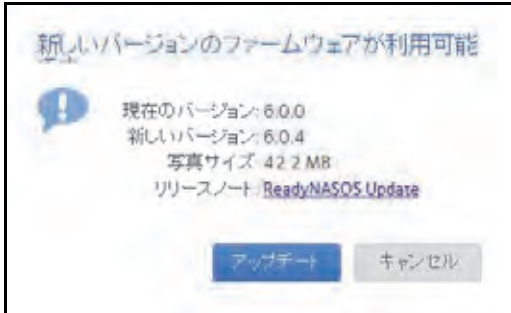 新しいバージョンのファームウェアが利用可能
現在のバージョン: 6.0.0
新しいバージョン: 6.0.4
写真サイズ: 42.2 MB
リリースノート: ReadyNASOS Update
アップデート
キャンセル